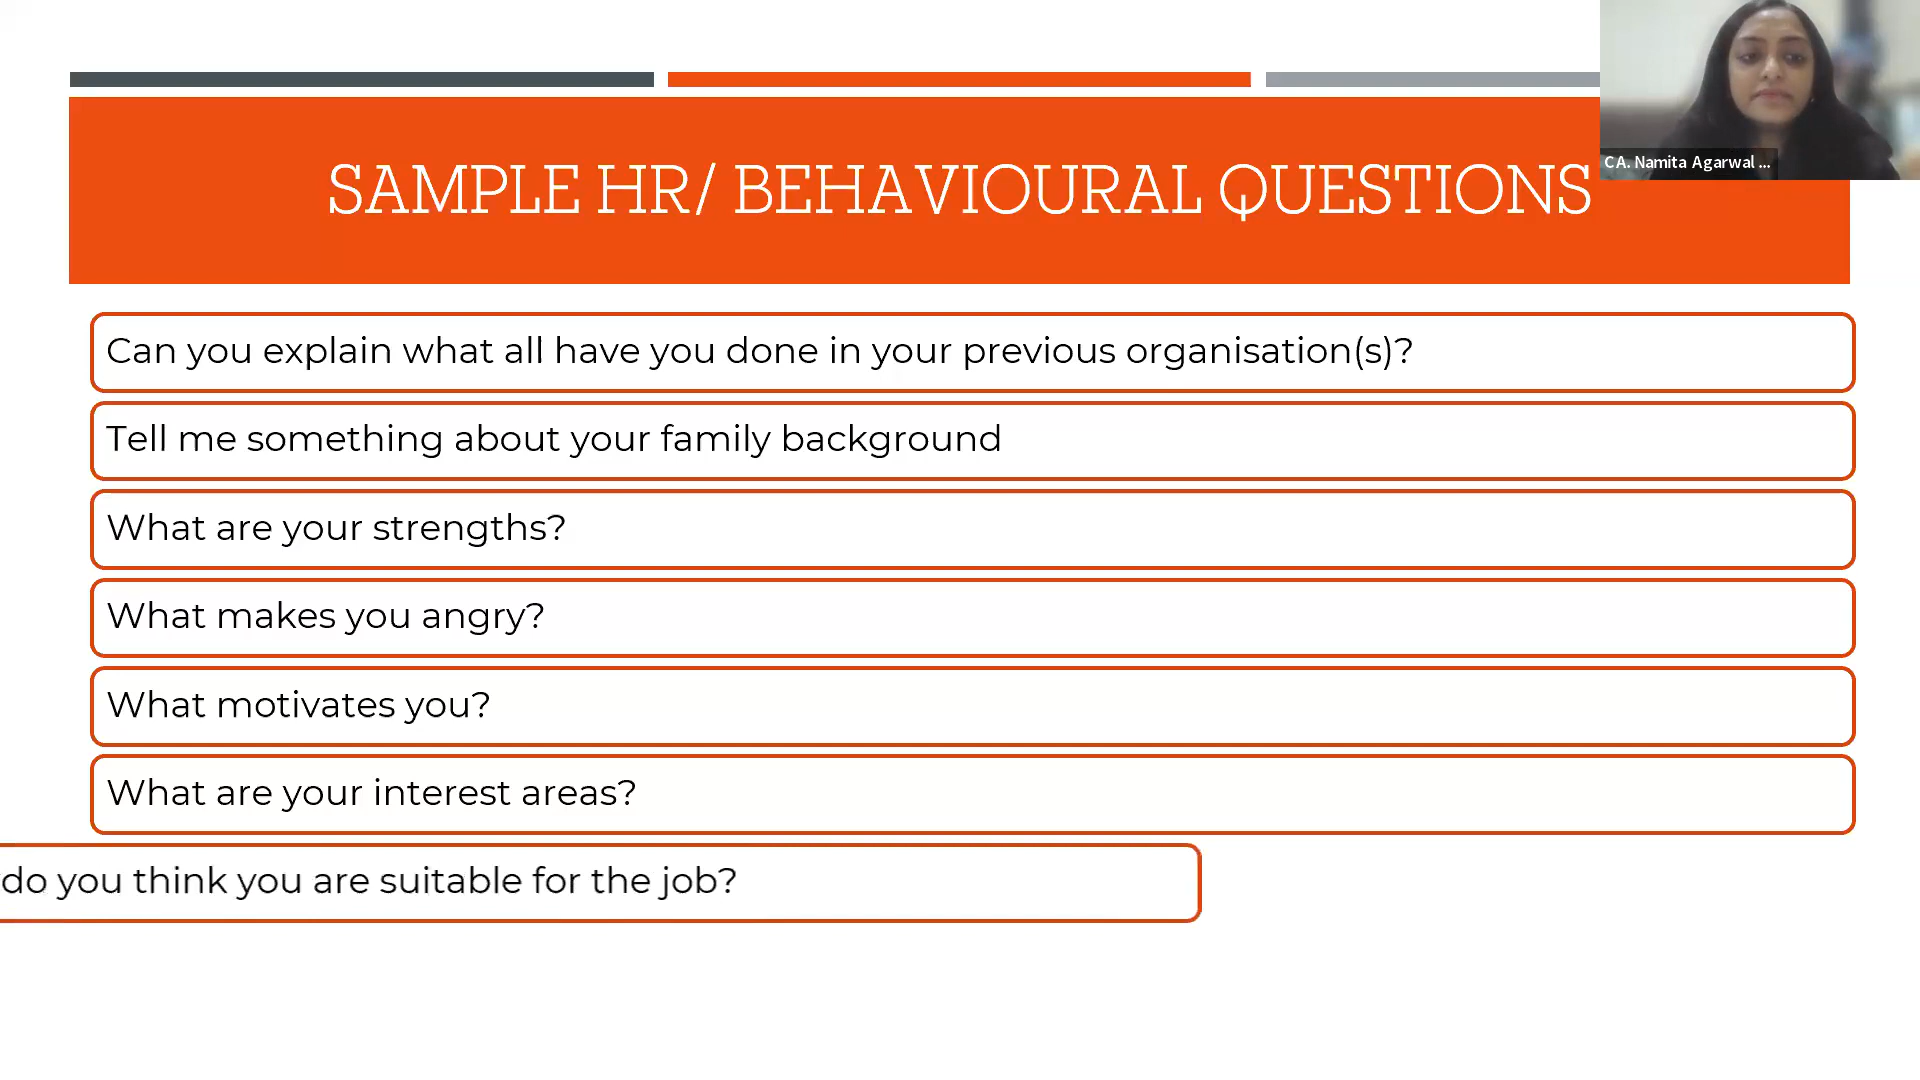 SAMPLE HR/ BEHAVIOURAL QUESTIONS
CA. Namita Agarwal ...
Can you explain what all have you done in your previous organisation(s)?
Tell me something about your family background
What are your strengths?
What makes you angry?
What motivates you?
What are your interest areas?
do you think you are suitable for the job?